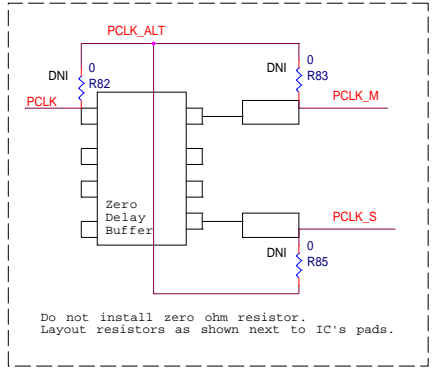 PCLK_ALT
DNI 0 R82
DNI 0 R83
PCLK
PCLK_M
Zero
Delay
Buffer
PCLK_S
DNI 0 R85
Do not install zero ohm resistor.
Layout resistors as shown next to IC's pads.